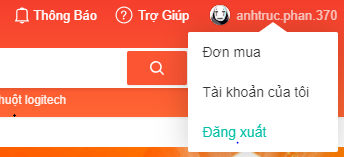 Thông Báo
Trợ Giúp
anhtruc.phan.370
Đơn mua
Tài khoản của tôi
huột logitech
Đăng xuất